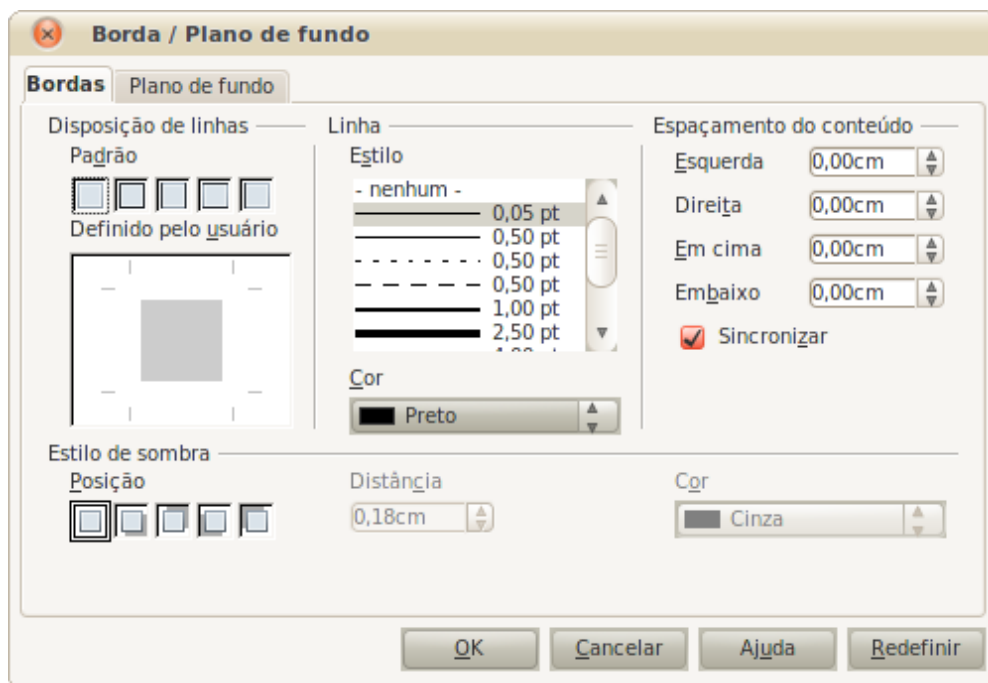 Borda / Plano de fundo
Bordas Plano de fundo
Disposição de linhas
Padrão
Definido pelo usuário
Linha
Estilo
- nenhum -
0,05 pt
0,50 pt
0,50 pt
0,50 pt
1,00 pt
2,50 pt
Cor
Preto
Espaçamento do conteúdo
Esquerda 0,00cm
Direita 0,00cm
Em cima 0,00cm
Embaixo 0,00cm
Sincronizar
Estilo de sombra
Posição
Distância
0,18cm
Cor
Cinza
OK Cancelar Ajuda Redefinir